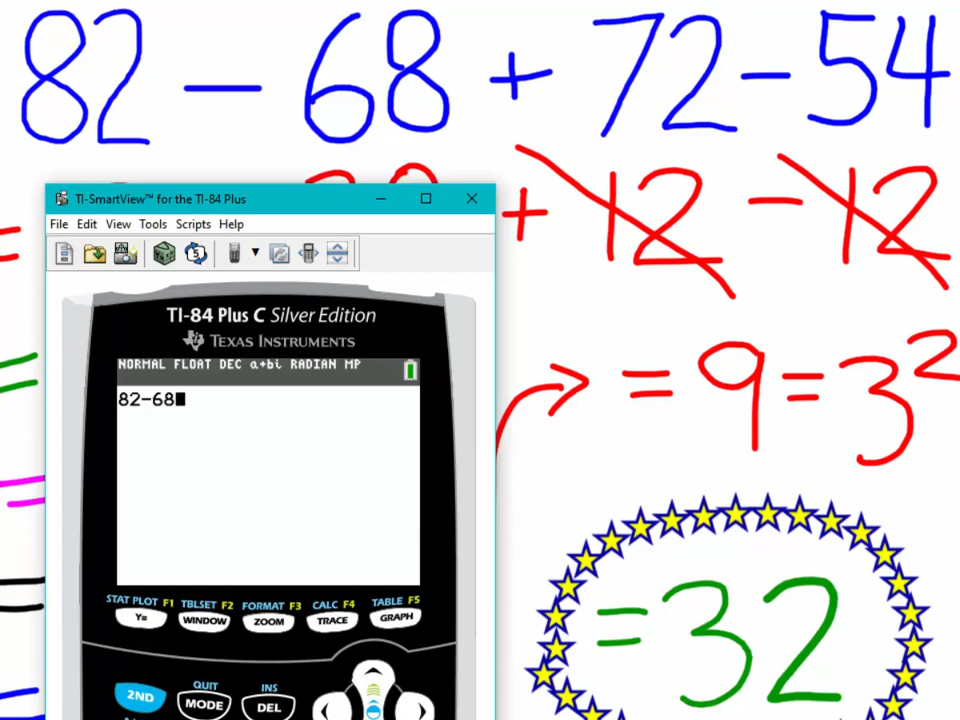 82 - 68 + 72 - 54
+ 12 - 12
= 9 = 3²
= 32
TI-SmartView™ for the TI-84 Plus
File Edit View Tools Scripts Help
TI-84 Plus C Silver Edition
TEXAS INSTRUMENTS
NORMAL FLOAT DEC a+bi RADIAN MP
82-68
STAT PLOT F1 TBLSET F2 FORMAT F3 CALC F4 TABLE F5
Y= WINDOW ZOOM TRACE GRAPH
QUIT INS
2ND MODE DEL